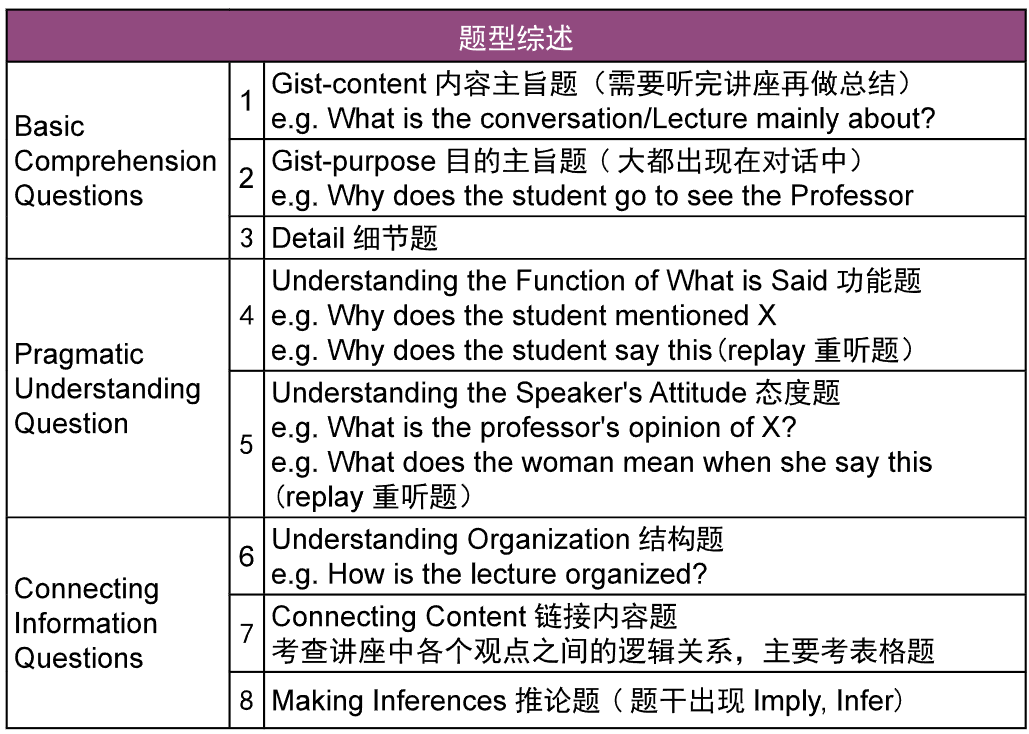 题型综述
Basic
Comprehension
Questions
1
Gist-content 内容主旨题（需要听完讲座再做总结）
e.g. What is the conversation/Lecture mainly about?
2
Gist-purpose 目的主旨题（大都出现在对话中）
e.g. Why does the student go to see the Professor
3
Detail 细节题
Pragmatic
Understanding
Question
4
Understanding the Function of What is Said 功能题
e.g. Why does the student mentioned X
e.g. Why does the student say this（replay 重听题）
5
Understanding the Speaker's Attitude 态度题
e.g. What is the professor's opinion of X?
e.g. What does the woman mean when she say this
（replay 重听题）
Connecting
Information
Questions
6
Understanding Organization 结构题
e.g. How is the lecture organized?
7
Connecting Content 链接内容题
考查讲座中各个观点之间的逻辑关系，主要考表格题
8
Making Inferences 推论题（题干出现 Imply, Infer）